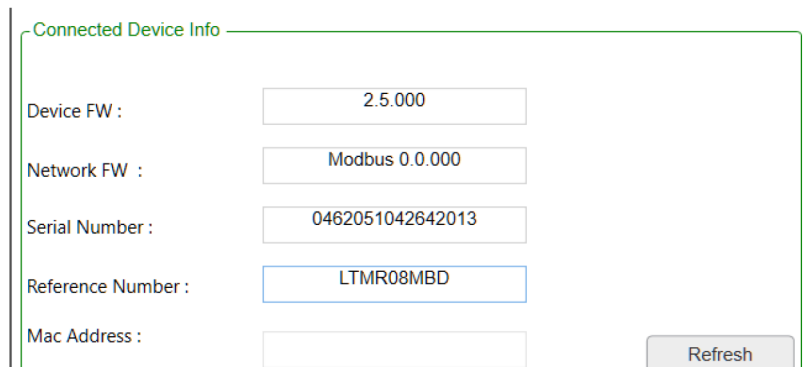 Connected Device Info
Device FW : 2.5.000
Network FW : Modbus 0.0.000
Serial Number : 0462051042642013
Reference Number : LTMR08MBD
Mac Address :
Refresh